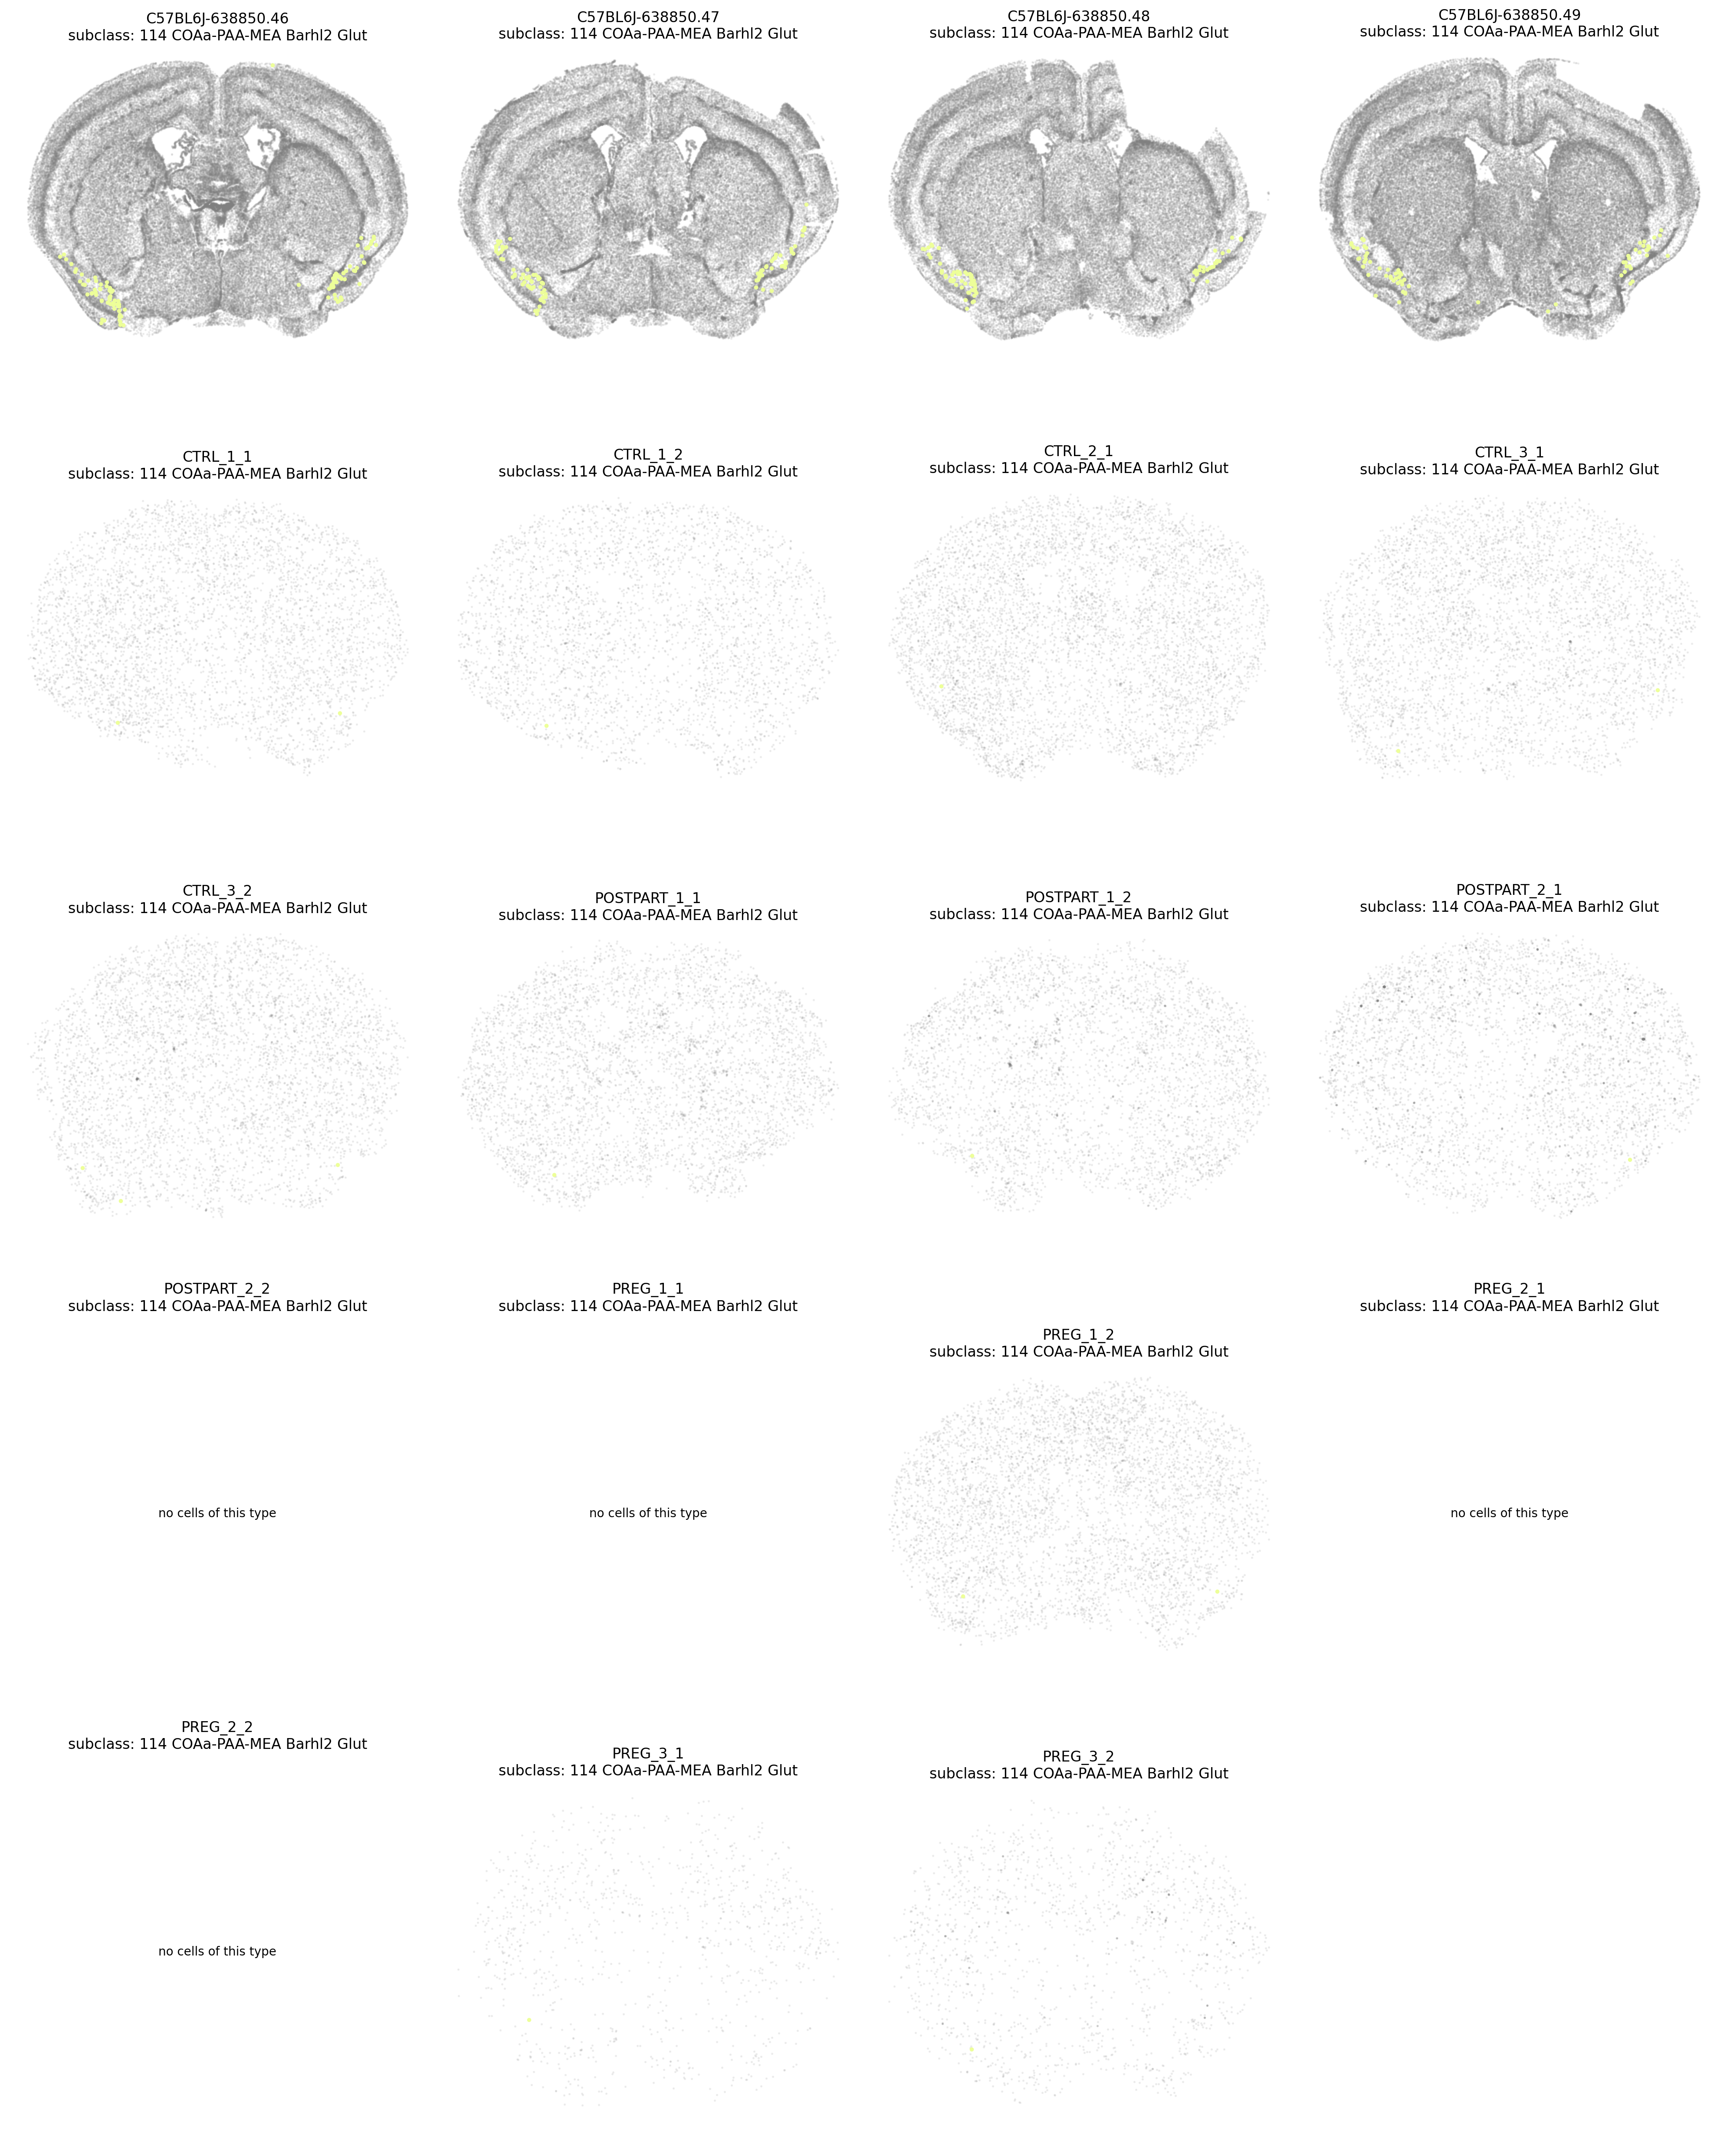 C57BL6J-638850.46
subclass: 114 COAa-PAA-MEA Barhl2 Glut
C57BL6J-638850.47
subclass: 114 COAa-PAA-MEA Barhl2 Glut
C57BL6J-638850.48
subclass: 114 COAa-PAA-MEA Barhl2 Glut
C57BL6J-638850.49
subclass: 114 COAa-PAA-MEA Barhl2 Glut
CTRL_1_1
subclass: 114 COAa-PAA-MEA Barhl2 Glut
CTRL_1_2
subclass: 114 COAa-PAA-MEA Barhl2 Glut
CTRL_2_1
subclass: 114 COAa-PAA-MEA Barhl2 Glut
CTRL_3_1
subclass: 114 COAa-PAA-MEA Barhl2 Glut
CTRL_3_2
subclass: 114 COAa-PAA-MEA Barhl2 Glut
POSTPART_1_1
subclass: 114 COAa-PAA-MEA Barhl2 Glut
POSTPART_1_2
subclass: 114 COAa-PAA-MEA Barhl2 Glut
POSTPART_2_1
subclass: 114 COAa-PAA-MEA Barhl2 Glut
POSTPART_2_2
subclass: 114 COAa-PAA-MEA Barhl2 Glut
no cells of this type
PREG_1_1
subclass: 114 COAa-PAA-MEA Barhl2 Glut
no cells of this type
PREG_1_2
subclass: 114 COAa-PAA-MEA Barhl2 Glut
PREG_2_1
subclass: 114 COAa-PAA-MEA Barhl2 Glut
no cells of this type
PREG_2_2
subclass: 114 COAa-PAA-MEA Barhl2 Glut
no cells of this type
PREG_3_1
subclass: 114 COAa-PAA-MEA Barhl2 Glut
PREG_3_2
subclass: 114 COAa-PAA-MEA Barhl2 Glut